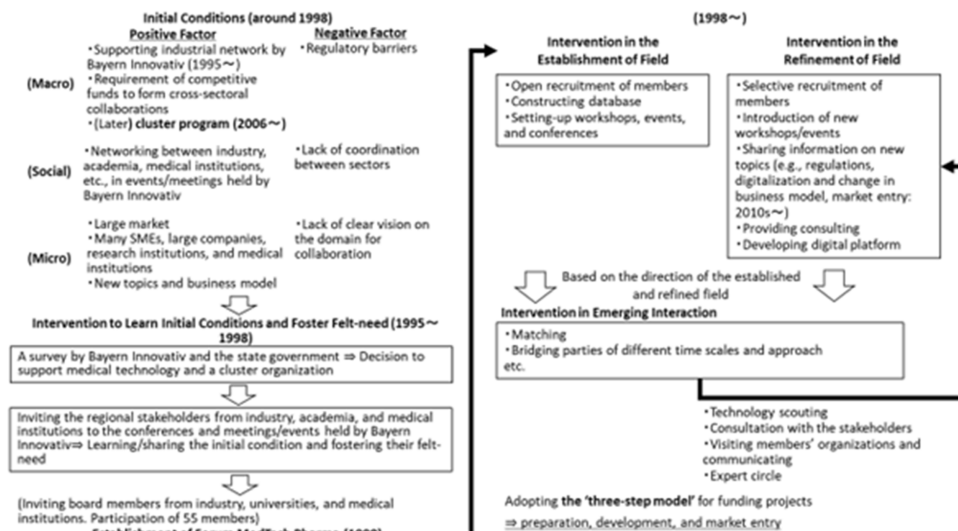 Initial Conditions (around 1998)
Positive Factor
Negative Factor
(Macro)
・Supporting industrial network by
Bayern Innovativ (1995~)
・Requirement of competitive
funds to form cross-sectoral
collaborations
・(Later) cluster program (2006~)
・Regulatory barriers
(Social)
・Networking between industry,
academia, medical institutions,
etc., in events/meetings held by
Bayern Innovativ
・Lack of coordination
between sectors
(Micro)
・Large market
・Many SMEs, large companies,
research institutions, and medical
institutions
・New topics and business model
・Lack of clear vision on
the domain for
collaboration
Intervention to Learn Initial Conditions and Foster Felt-need (1995~
1998)
A survey by Bayern Innovativ and the state government ⇒ Decision to
support medical technology and a cluster organization
Inviting the regional stakeholders from industry, academia, and medical
institutions to the conferences and meetings/events held by Bayern
Innovativ⇒ Learning/sharing the initial condition and fostering their felt-
need
(Inviting board members from industry, universities, and medical
institutions. Participation of 55 members)
(1998~)
Intervention in the
Establishment of Field
・Open recruitment of members
・Constructing database
・Setting-up workshops, events,
and conferences
Intervention in the
Refinement of Field
・Selective recruitment of
members
・Introduction of new
workshops/events
・Sharing information on new
topics (e.g., regulations,
digitalization and change in
business model, market entry:
2010s~)
・Providing consulting
・Developing digital platform
Based on the direction of the established
and refined field
Intervention in Emerging Interaction
・Matching
・Bridging parties of different time scales and approach
etc.
・Technology scouting
・Consultation with the stakeholders
・Visiting members' organizations and
communicating
・Expert circle
Adopting the 'three-step model' for funding projects
⇒ preparation, development, and market entry